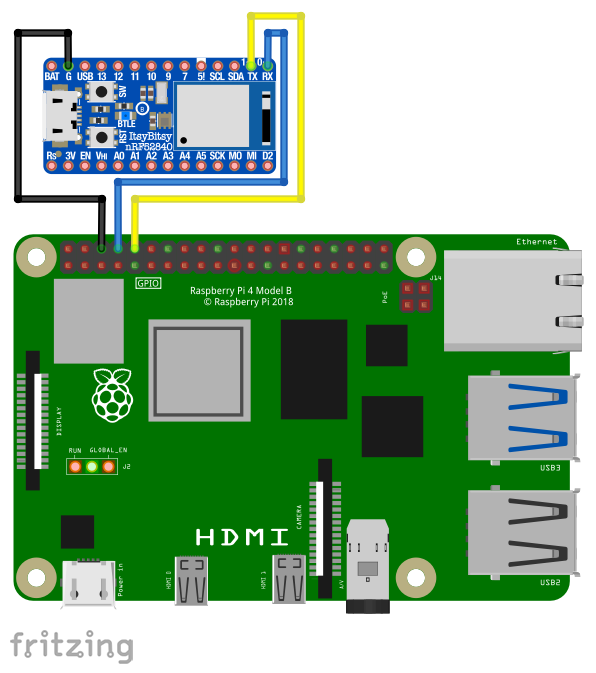 1 0
BAT G USB 13 12 11 10 9 7 5! SCL SDA TX RX
SW
B
BTLE
RST
ItsyBitsy
nRF52840
Rs 3V EN VHI A0 A1 A2 A3 A4 A5 SCK MO MI D2
Ethernet
J14
PoE
GPIO
Raspberry Pi 4 Model B
© Raspberry Pi 2018
DISPLAY
RUN GLOBAL_EN
J2
USB3
CAMERA
HDMI
Power in
HDMI 0
HDMI 1
A/V
USB2
fritzing